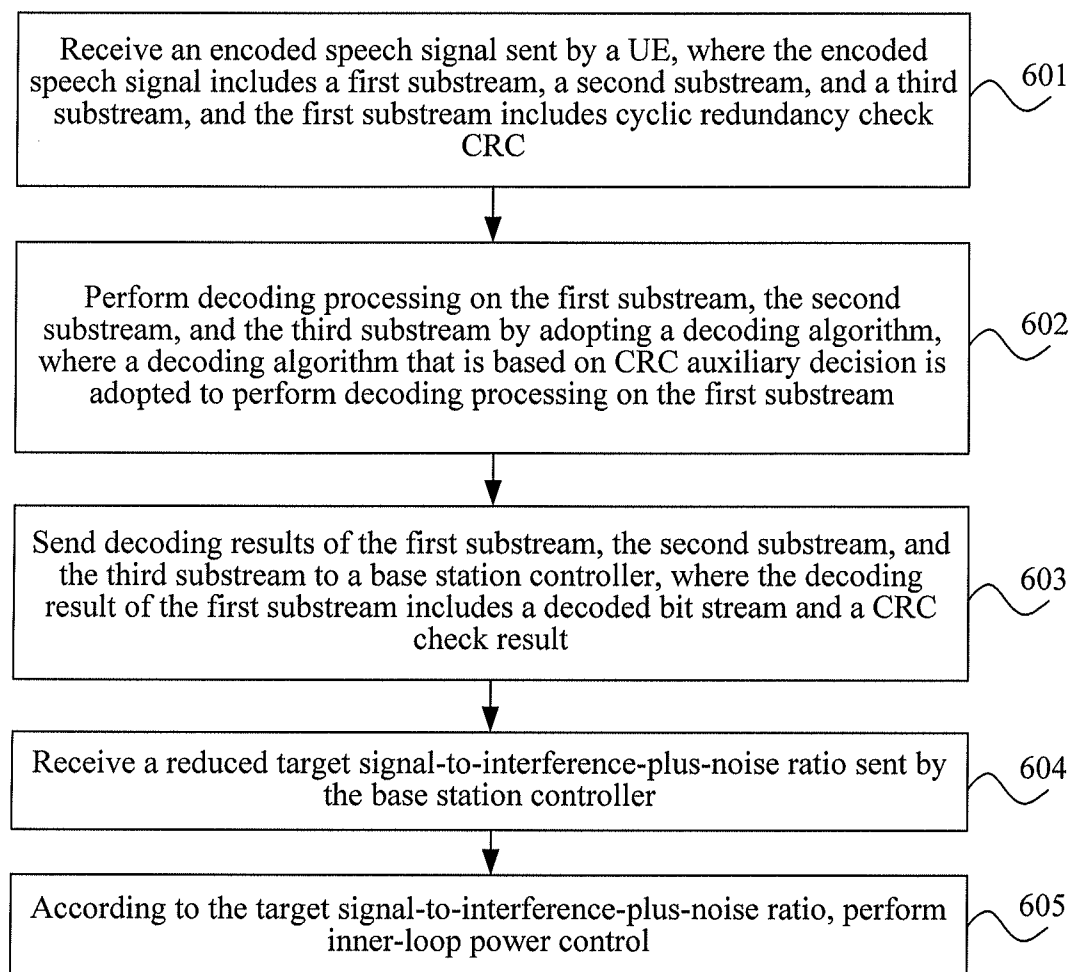 Receive an encoded speech signal sent by a UE, where the encoded
speech signal includes a first substream, a second substream, and a
third substream, and the first substream includes cyclic redundancy check
CRC
601
Perform decoding processing on the first substream, the second
substream, and the third substream by adopting a decoding algorithm,
where a decoding algorithm that is based on CRC auxiliary decision is
adopted to perform decoding processing on the first substream
602
Send decoding results of the first substream, the second substream, and
the third substream to a base station controller, where the decoding
result of the first substream includes a decoded bit stream and a CRC
check result
603
Receive a reduced target signal-to-interference-plus-noise ratio sent by
the base station controller
604
According to the target signal-to-interference-plus-noise ratio, perform
inner-loop power control
605